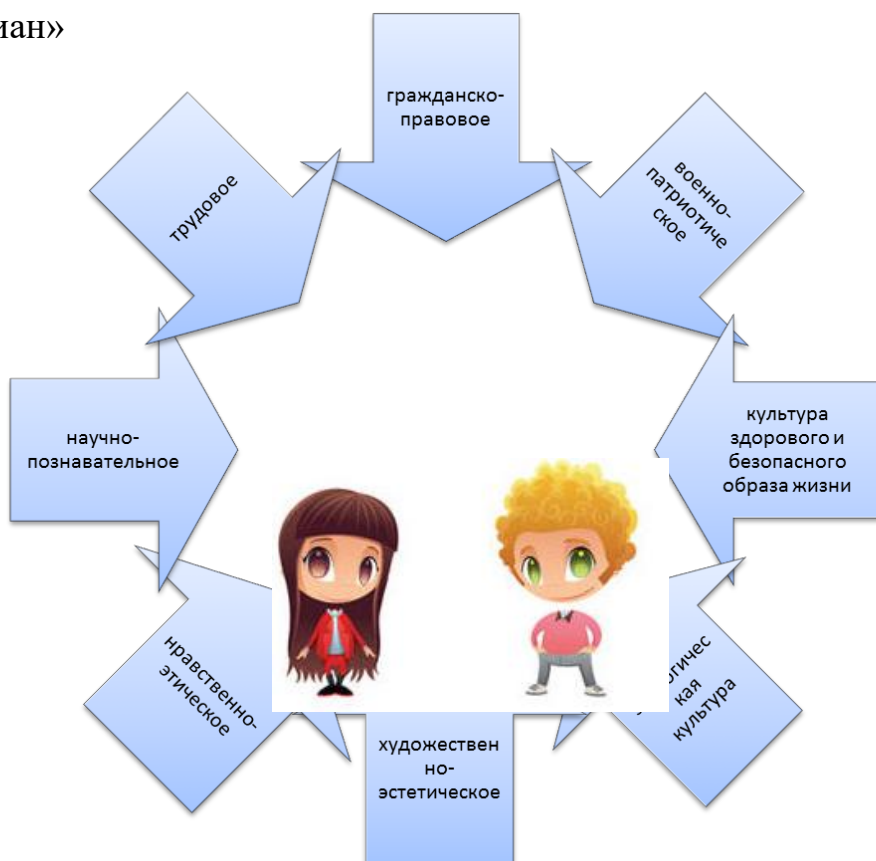 иан»
гражданско-
правовое
военно-
патриотиче
ское
культура
здорового и
безопасного
образа жизни
кая
культура
художествен
но-
эстетическое
нравственно-
этическое
научно-
познавательное
трудовое